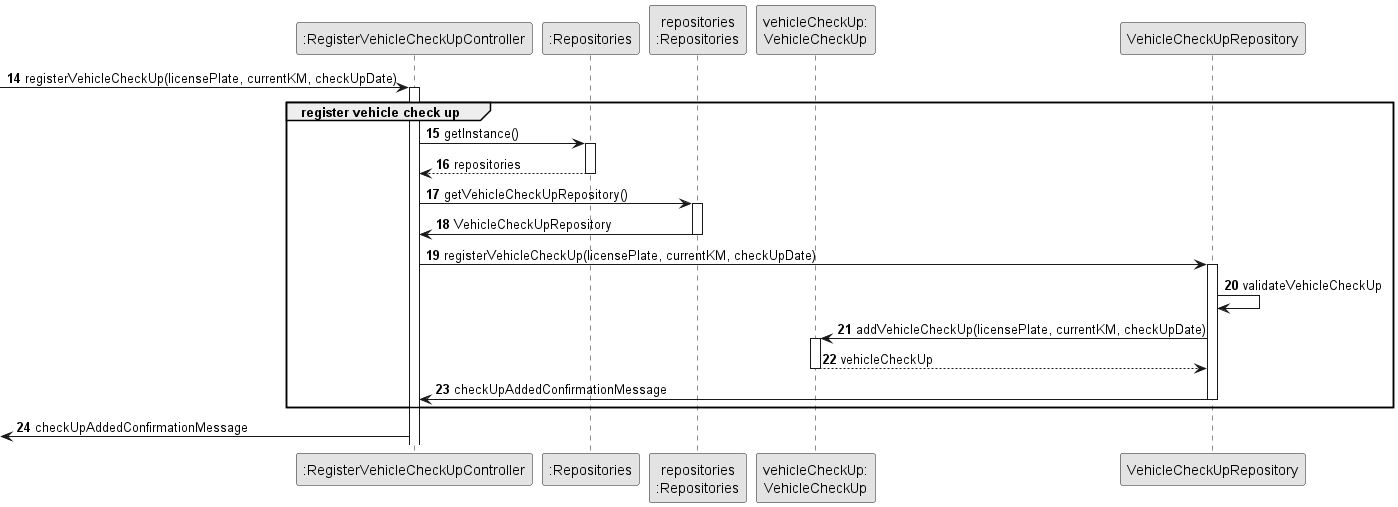 :RegisterVehicleCheckUpController
:Repositories
repositories
:Repositories
vehicleCheckUp:
VehicleCheckUp
VehicleCheckUpRepository
14 registerVehicleCheckUp(licensePlate, currentKM, checkUpDate)
register vehicle check up
15 getInstance()
16 repositories
17 getVehicleCheckUpRepository()
18 VehicleCheckUpRepository
19 registerVehicleCheckUp(licensePlate, currentKM, checkUpDate)
20 validateVehicleCheckUp
21 addVehicleCheckUp(licensePlate, currentKM, checkUpDate)
22 vehicleCheckUp
23 checkUpAddedConfirmationMessage
24 checkUpAddedConfirmationMessage
:RegisterVehicleCheckUpController
:Repositories
repositories
:Repositories
vehicleCheckUp:
VehicleCheckUp
VehicleCheckUpRepository